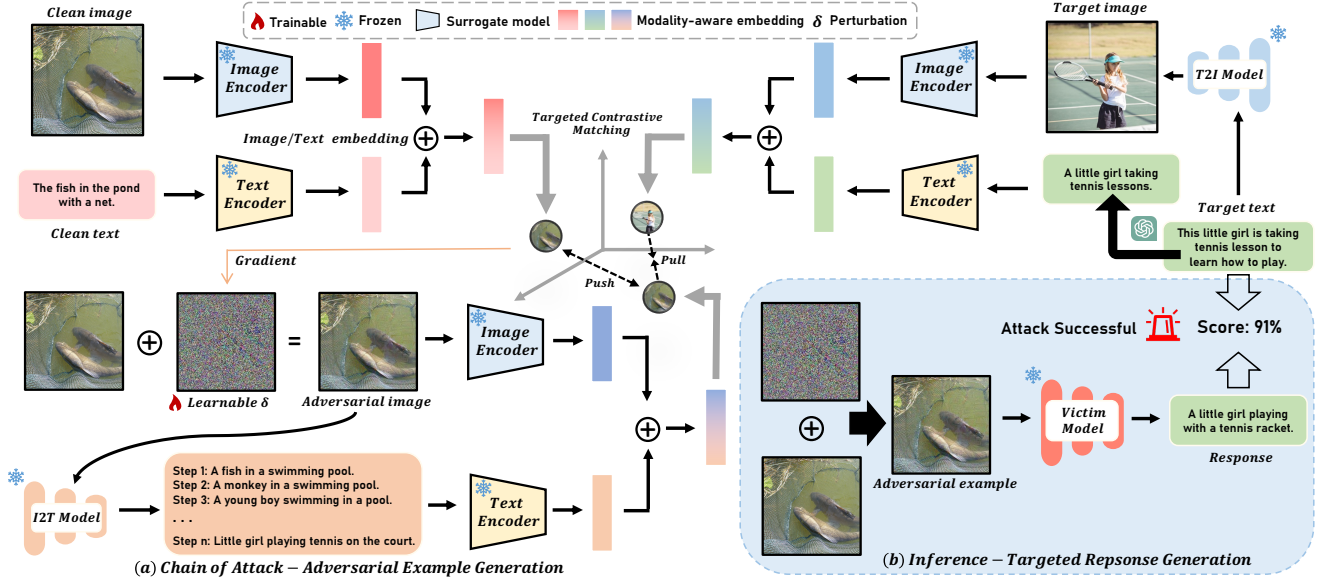 Clean image
Trainable
Frozen
Surrogate model
Modality-aware embedding
δ Perturbation
Target image
Image
Encoder
Image
Encoder
T2I Model
Image/Text embedding
Targeted Contrastive
Matching
The fish in the pond
with a net.
Clean text
Text
Encoder
Text
Encoder
A little girl taking
tennis lessons.
Target text
This little girl is taking
tennis lesson to
learn how to play.
Gradient
Push
Pull
=
Learnable δ
Adversarial image
Image
Encoder
I2T Model
Step 1: A fish in a swimming pool.
Step 2: A monkey in a swimming pool.
Step 3: A young boy swimming in a pool.
. . .
Step n: Little girl playing tennis on the court.
Text
Encoder
(a) Chain of Attack – Adversarial Example Generation
Attack Successful
Score: 91%
Victim
Model
A little girl playing
with a tennis racket.
Response
Adversarial example
(b) Inference – Targeted Repsonse Generation